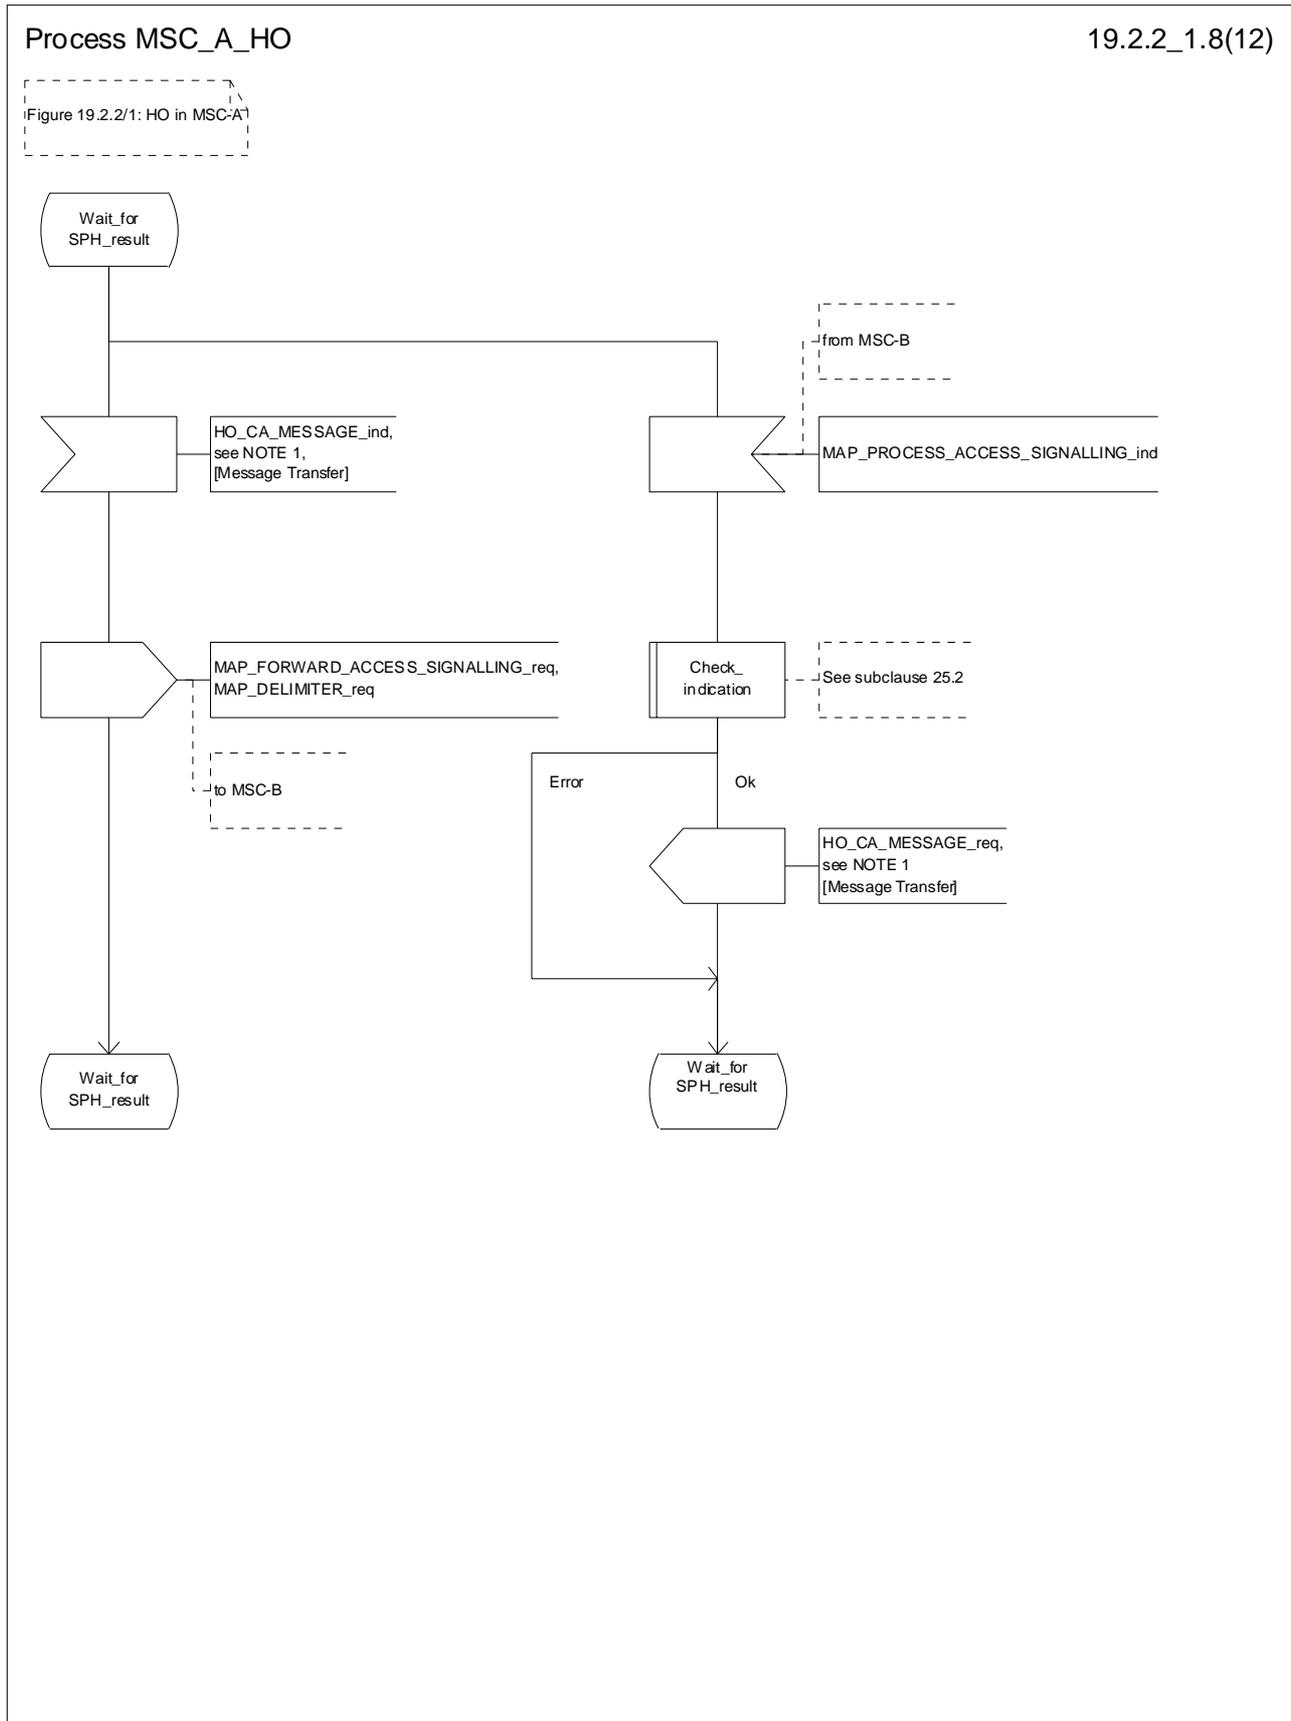 Process MSC_A_HO
19.2.2_1.8(12)
Figure 19.2.2/1: HO in MSC-A
Wait_for
SPH_result
from MSC-B
HO_CA_MESSAGE_ind,
see NOTE 1,
[Message Transfer]
MAP_PROCESS_ACCESS_SIGNALLING_ind
MAP_FORWARD_ACCESS_SIGNALLING_req,
MAP_DELIMITER_req
Check_
indication
See subclause 25.2
to MSC-B
Error
Ok
HO_CA_MESSAGE_req,
see NOTE 1
[Message Transfer]
Wait_for
SPH_result
Wait_for
SPH_result